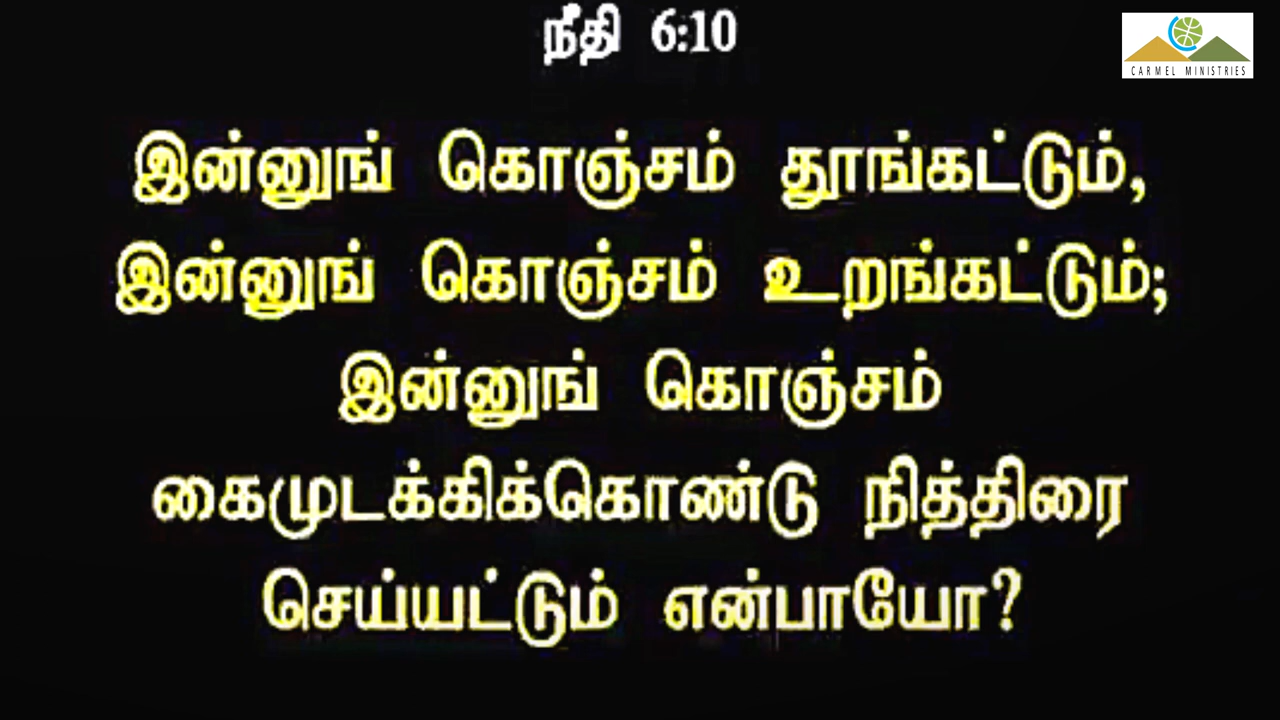 நீதி 6:10
CARMEL MINISTRIES
இன்னுங் கொஞ்சம் தூங்கட்டும்,
இன்னுங் கொஞ்சம் உறங்கட்டும்;
இன்னுங் கொஞ்சம்
கைமுடக்கிக்கொண்டு நித்திரை
செய்யட்டும் என்பாயோ?